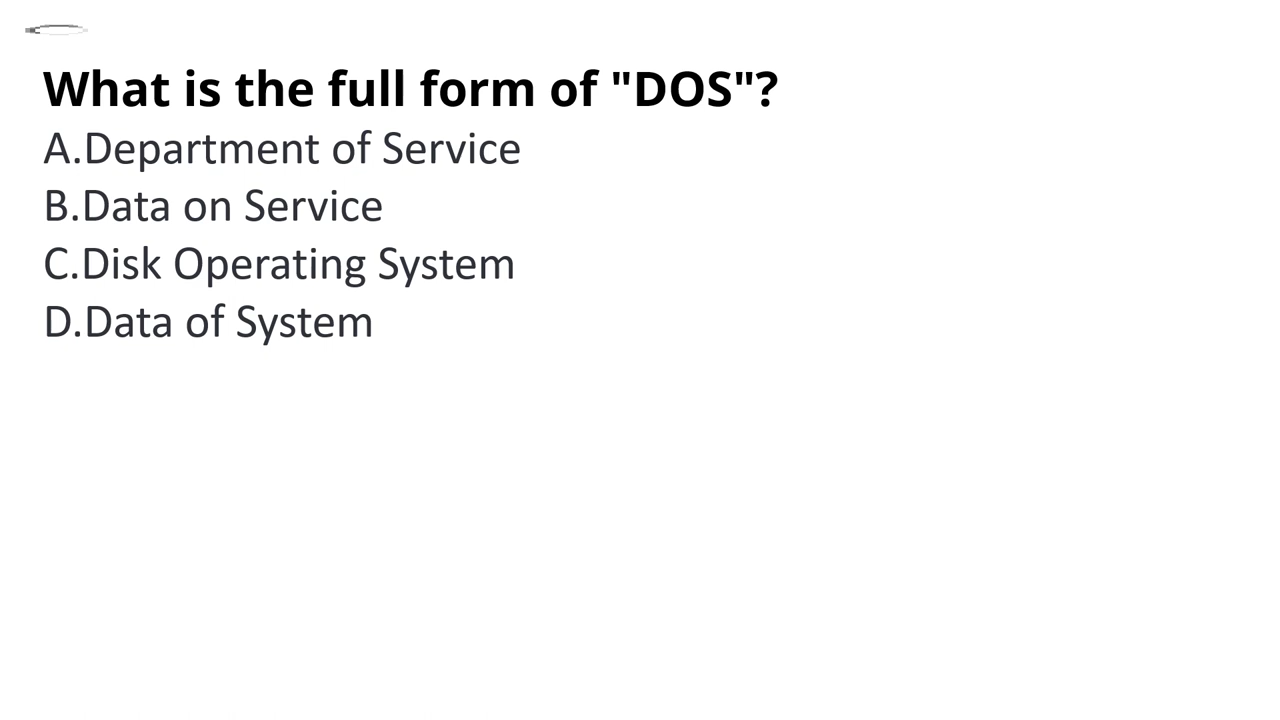 What is the full form of "DOS"?
A.Department of Service
B.Data on Service
C.Disk Operating System
D.Data of System